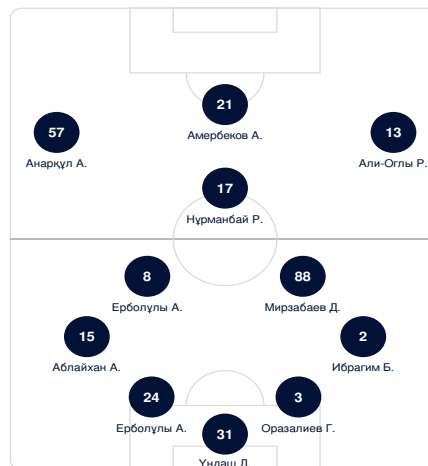 21
Амербеков А.
57
Анарқұл А.
13
Али-Оглы Р.
17
Нұрманбай Р.
8
Ерболұлы А.
88
Мирзабаев Д.
15
Аблайхан А.
2
Ибрагим Б.
24
Ерболұлы А.
3
Оразалиев Г.
31
Ұндаш Д.